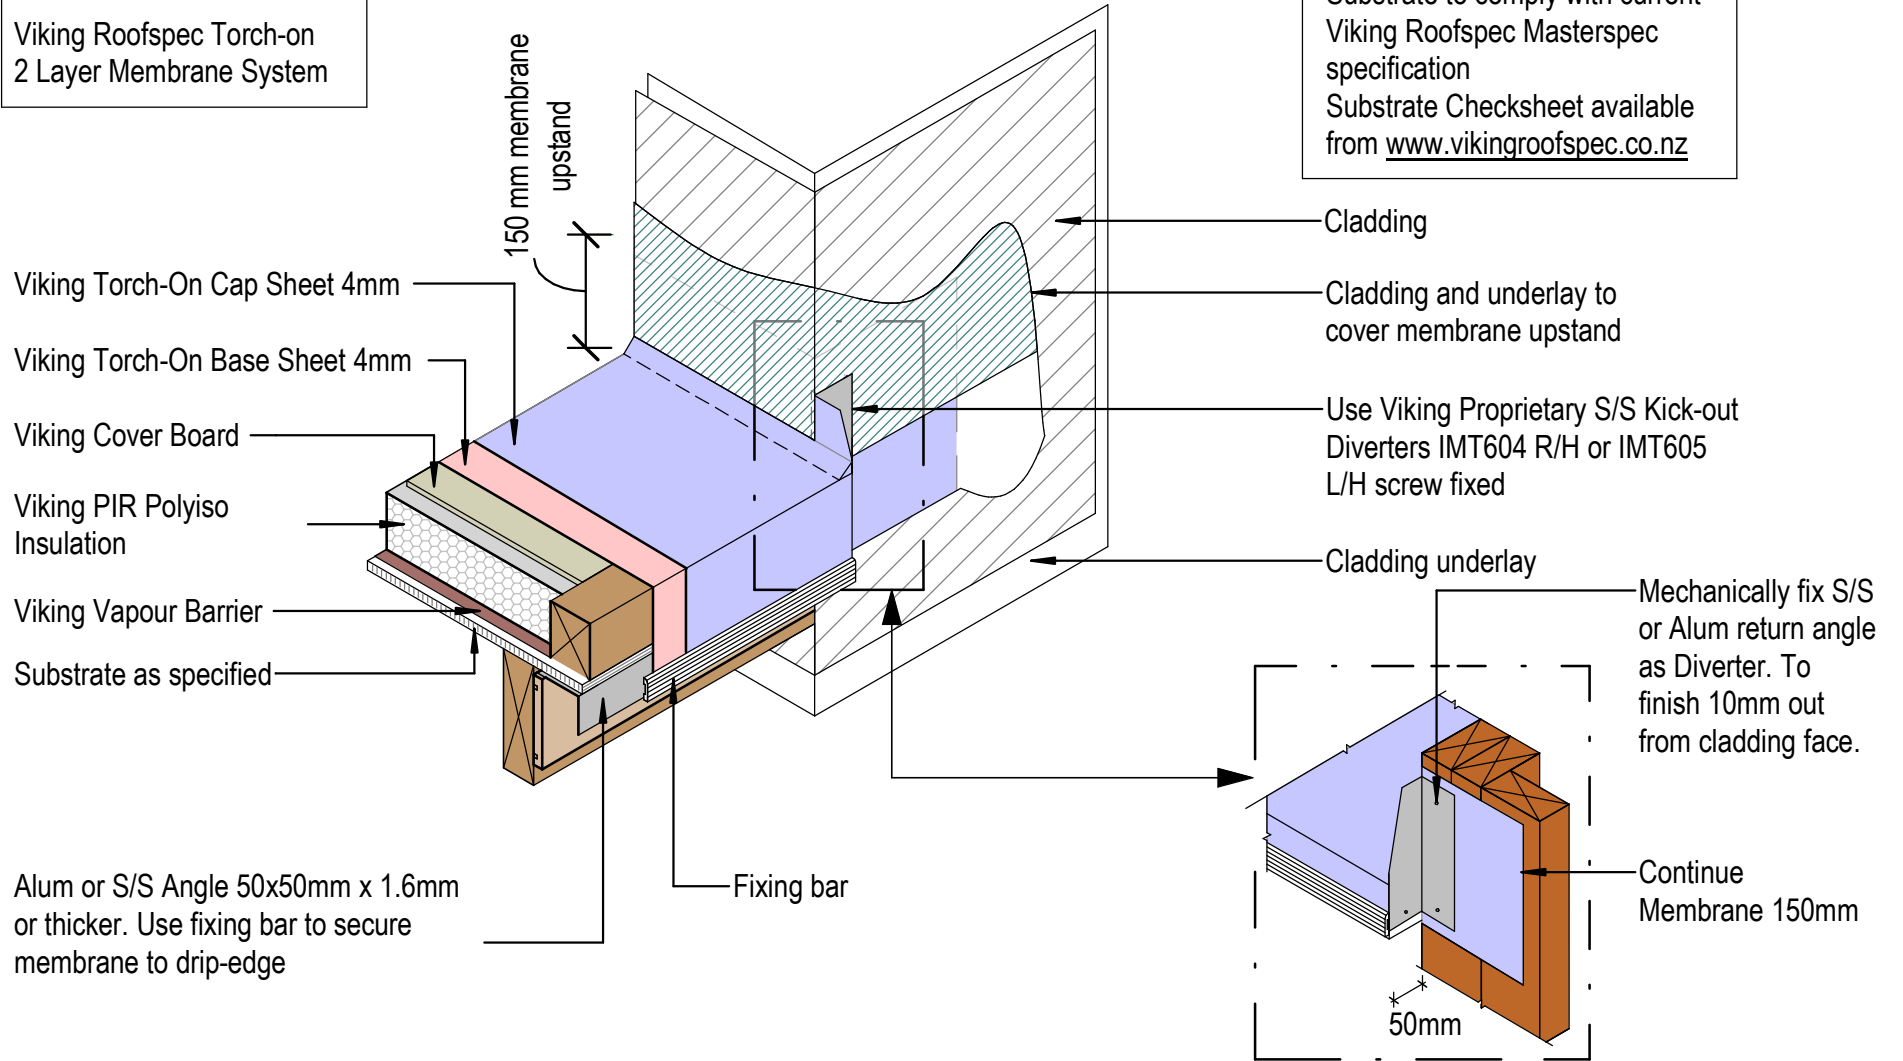 Viking Roofspec Torch-on
2 Layer Membrane System
Substrate to comply with current
Viking Roofspec Masterspec
specification
Substrate Checksheet available
from www.vikingroofspec.co.nz
150 mm membrane
upstand
Viking Torch-On Cap Sheet 4mm
Viking Torch-On Base Sheet 4mm
Viking Cover Board
Viking PIR Polyiso
Insulation
Viking Vapour Barrier
Substrate as specified
Alum or S/S Angle 50x50mm x 1.6mm
or thicker. Use fixing bar to secure
membrane to drip-edge
Fixing bar
Cladding
Cladding and underlay to
cover membrane upstand
Use Viking Proprietary S/S Kick-out
Diverters IMT604 R/H or IMT605
L/H screw fixed
Cladding underlay
Mechanically fix S/S
or Alum return angle
as Diverter. To
finish 10mm out
from cladding face.
Continue
Membrane 150mm
50mm